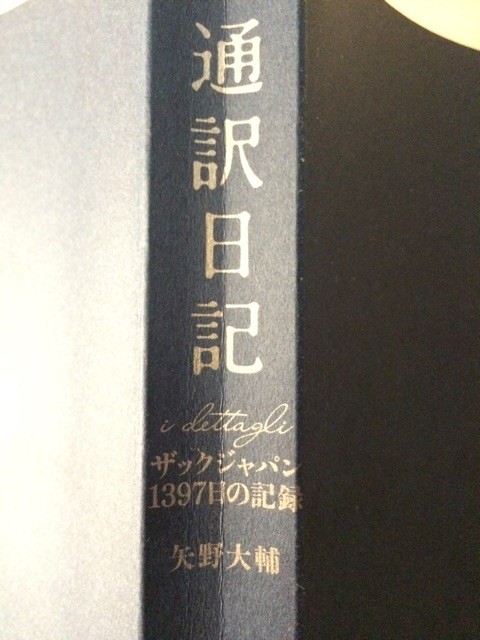 通訳日記
i dettagli
ザックジャパン
1397日の記録
矢野大輔